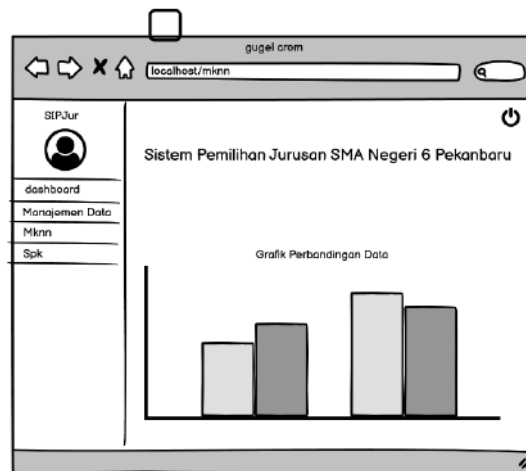 gugel crom
localhost/mknn
SIPJur
Sistem Pemilihan Jurusan SMA Negeri 6 Pekanbaru
dashboard
Manajemen Data
Mknn
Spk
Grafik Perbandingan Data